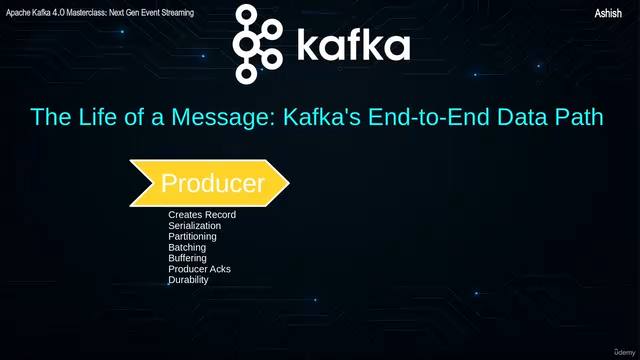 Apache Kafka 4.0 Masterclass: Next Gen Event Streaming
Ashish
kafka
The Life of a Message: Kafka's End-to-End Data Path
Producer
Creates Record
Serialization
Partitioning
Batching
Buffering
Producer Acks
Durability
udemy